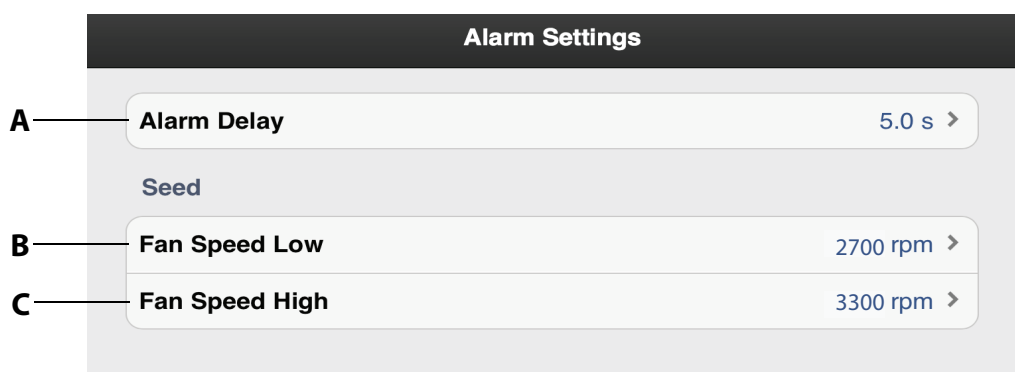 Alarm Settings
A Alarm Delay 5.0 s
Seed
B Fan Speed Low 2700 rpm
C Fan Speed High 3300 rpm